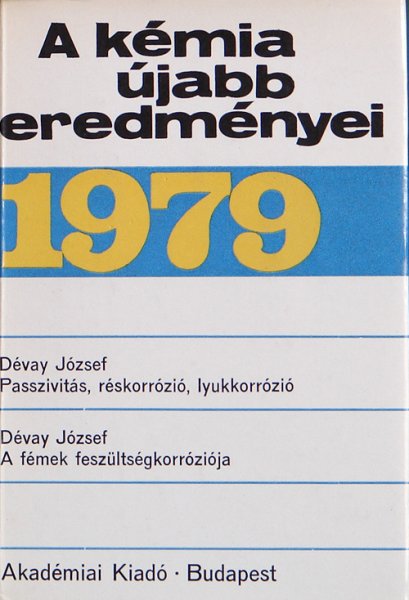 A kémia
újabb
eredményei
1979
Dévay József
Passzivitás, réskorrózió, lyukkorrózió
Dévay József
A fémek feszültségkorróziója
Akadémiai Kiadó · Budapest